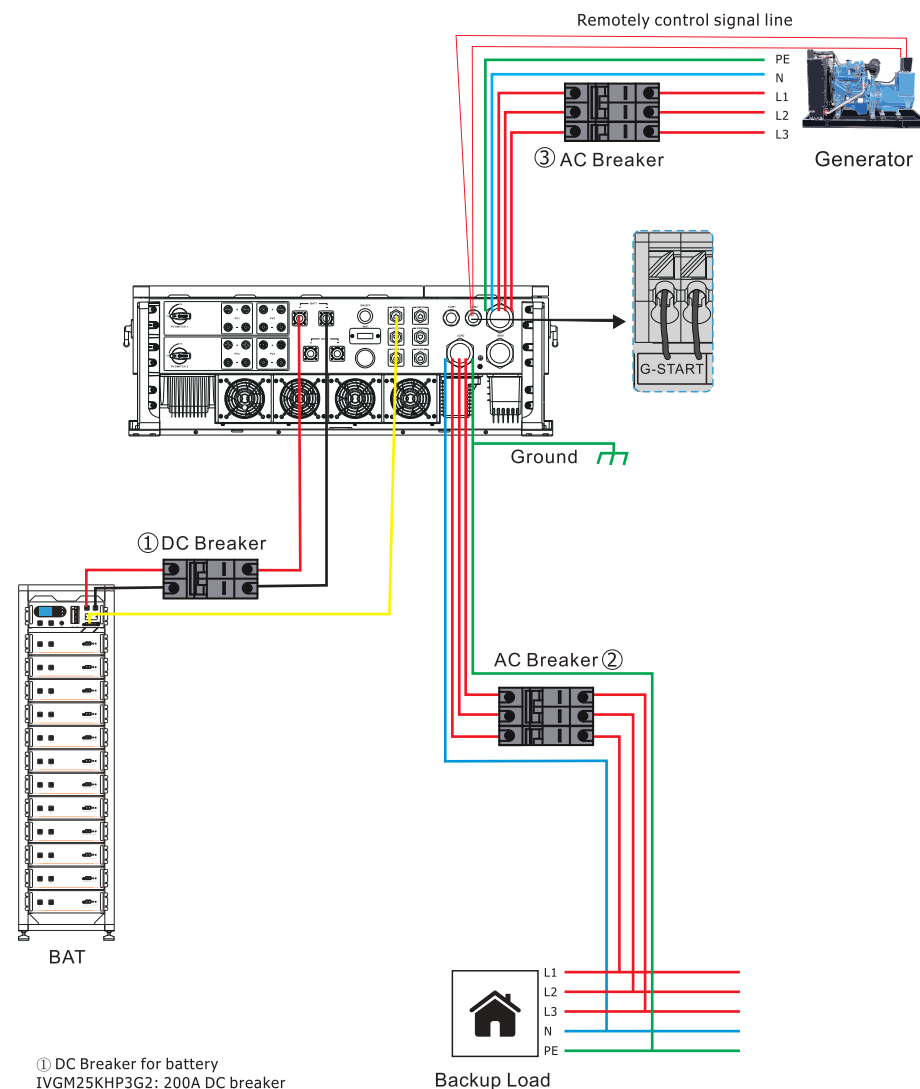 Remotely control signal line
PE
N
L1
L2
L3
③ AC Breaker
Generator
G-START
Ground
① DC Breaker
AC Breaker ②
BAT
L1
L2
L3
N
PE
Backup Load
① DC Breaker for battery
IVGM25KHP3G2: 200A DC breaker